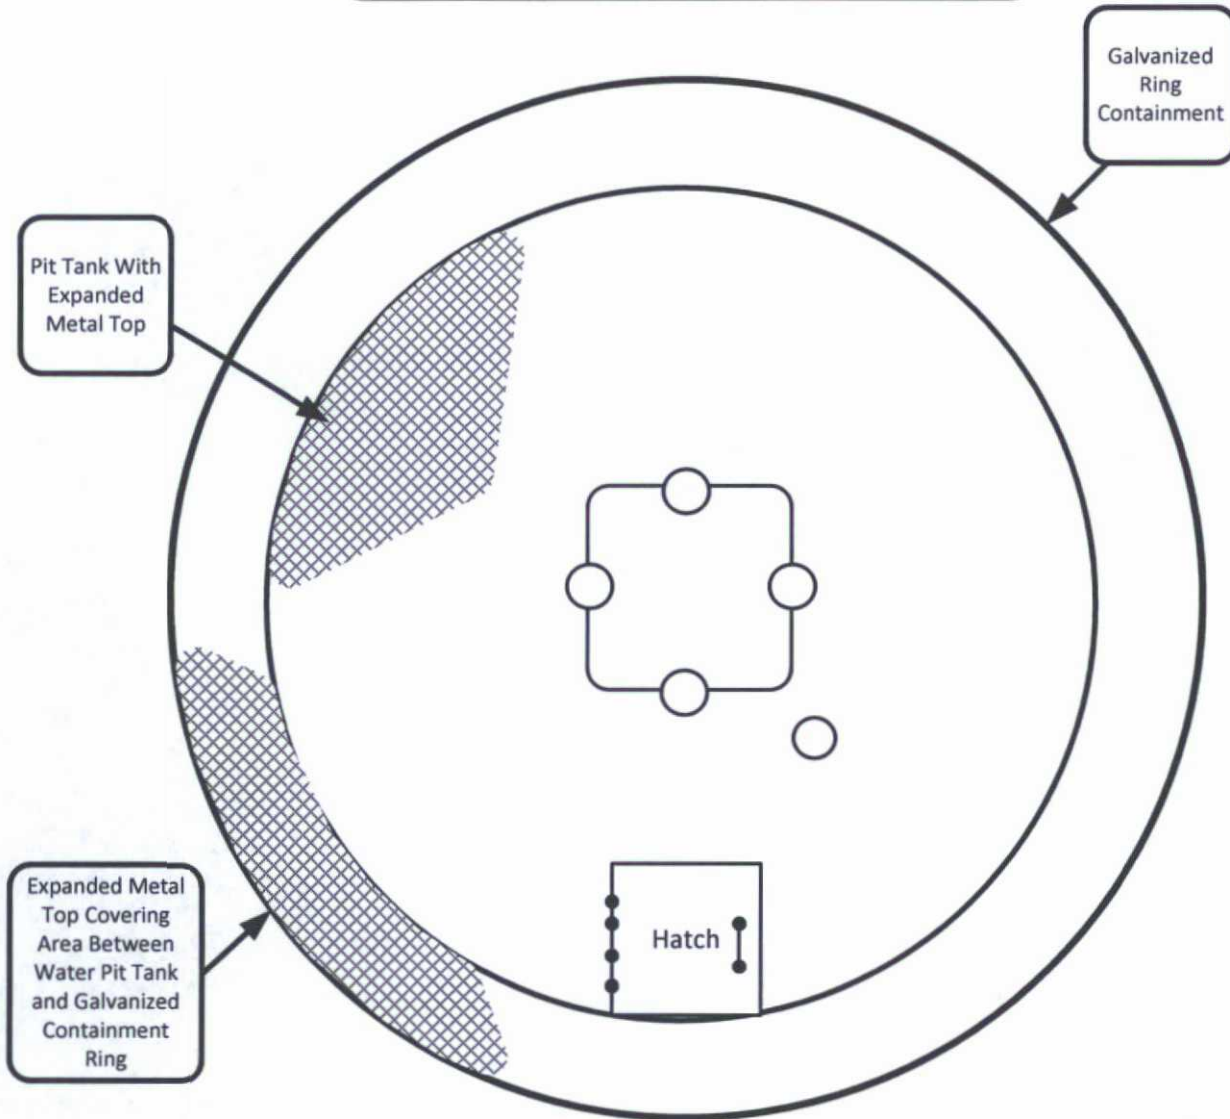 Galvanized
Ring
Containment
Pit Tank With
Expanded
Metal Top
Expanded Metal
Top Covering
Area Between
Water Pit Tank
and Galvanized
Containment
Ring
Hatch